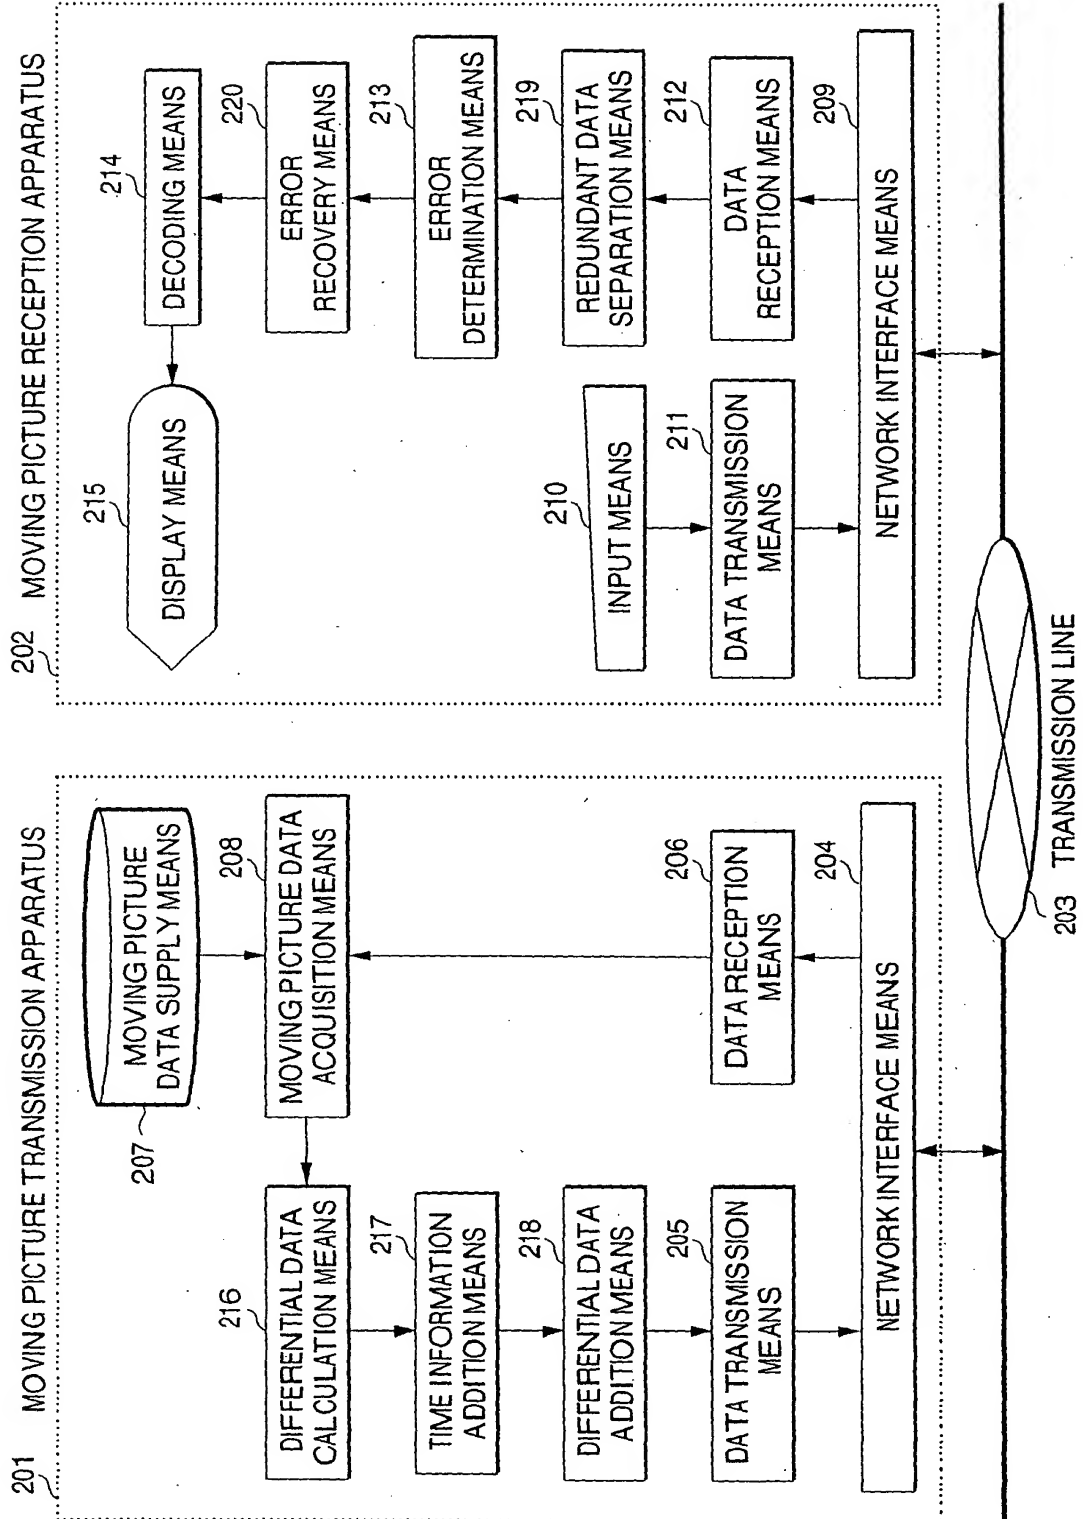 201
MOVING PICTURE TRANSMISSION APPARATUS
207
MOVING PICTURE
DATA SUPPLY MEANS
208
MOVING PICTURE DATA
ACQUISITION MEANS
216
DIFFERENTIAL DATA
CALCULATION MEANS
217
TIME INFORMATION
ADDITION MEANS
218
DIFFERENTIAL DATA
ADDITION MEANS
205
DATA TRANSMISSION
MEANS
206
DATA RECEPTION
MEANS
204
NETWORK INTERFACE MEANS
202
MOVING PICTURE RECEPTION APPARATUS
215
DISPLAY MEANS
214
DECODING MEANS
220
ERROR
RECOVERY MEANS
213
ERROR
DETERMINATION MEANS
219
REDUNDANT DATA
SEPARATION MEANS
212
DATA
RECEPTION MEANS
210
INPUT MEANS
211
DATA TRANSMISSION
MEANS
209
NETWORK INTERFACE MEANS
203
TRANSMISSION LINE